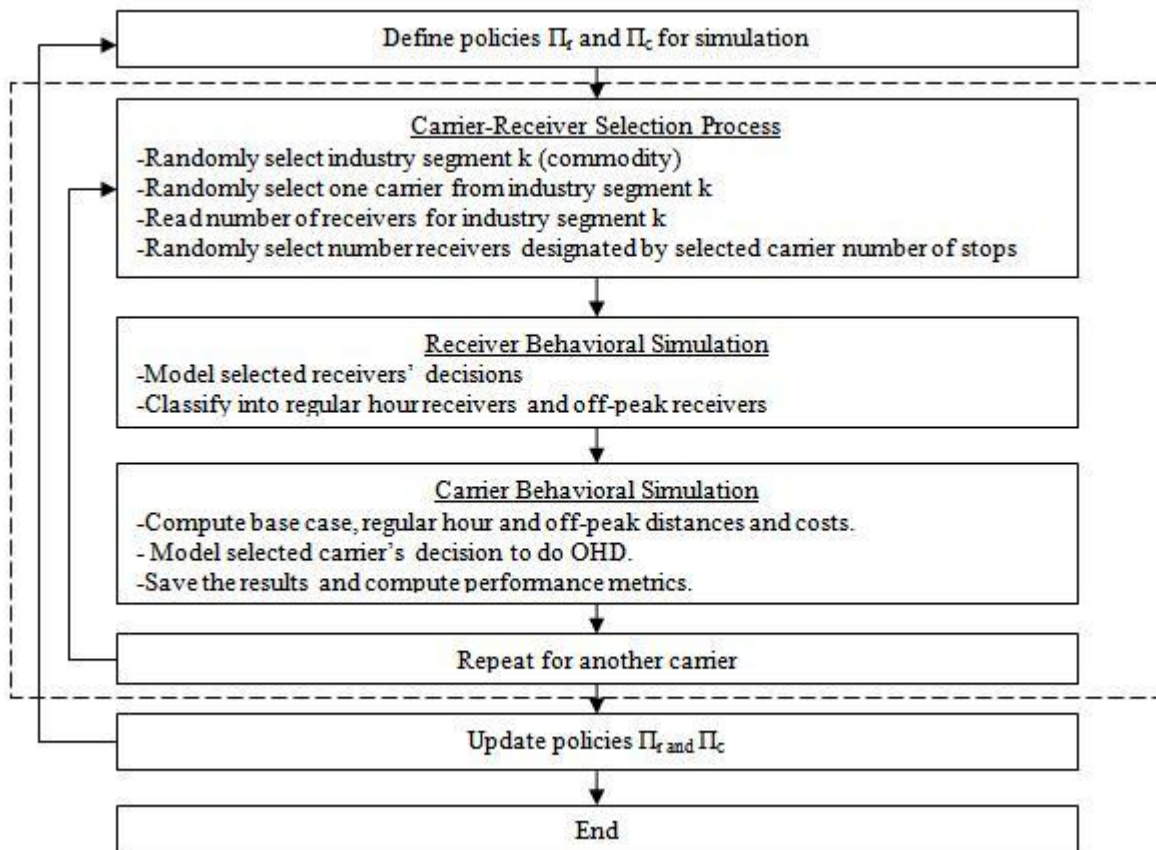 Define policies Πr and Πc for simulation
Carrier-Receiver Selection Process
-Randomly select industry segment k (commodity)
-Randomly select one carrier from industry segment k
-Read number of receivers for industry segment k
-Randomly select number receivers designated by selected carrier number of stops
Receiver Behavioral Simulation
-Model selected receivers’ decisions
-Classify into regular hour receivers and off-peak receivers
Carrier Behavioral Simulation
-Compute base case, regular hour and off-peak distances and costs.
- Model selected carrier’s decision to do OHD.
-Save the results and compute performance metrics.
Repeat for another carrier
Update policies Πr and Πc
End